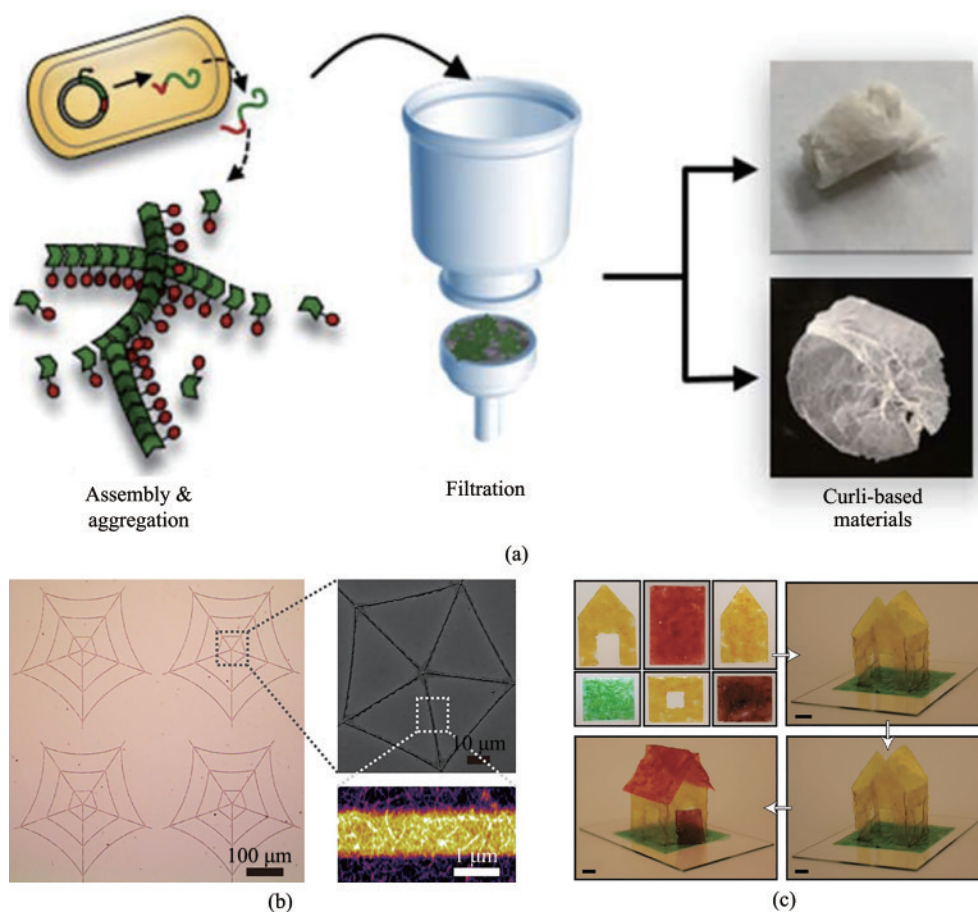 Assembly &
aggregation
Filtration
Curli-based
materials
(a)
100 μm
10 μm
1 μm
(b)
(c)